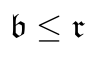 𝔟 ≤ 𝔯